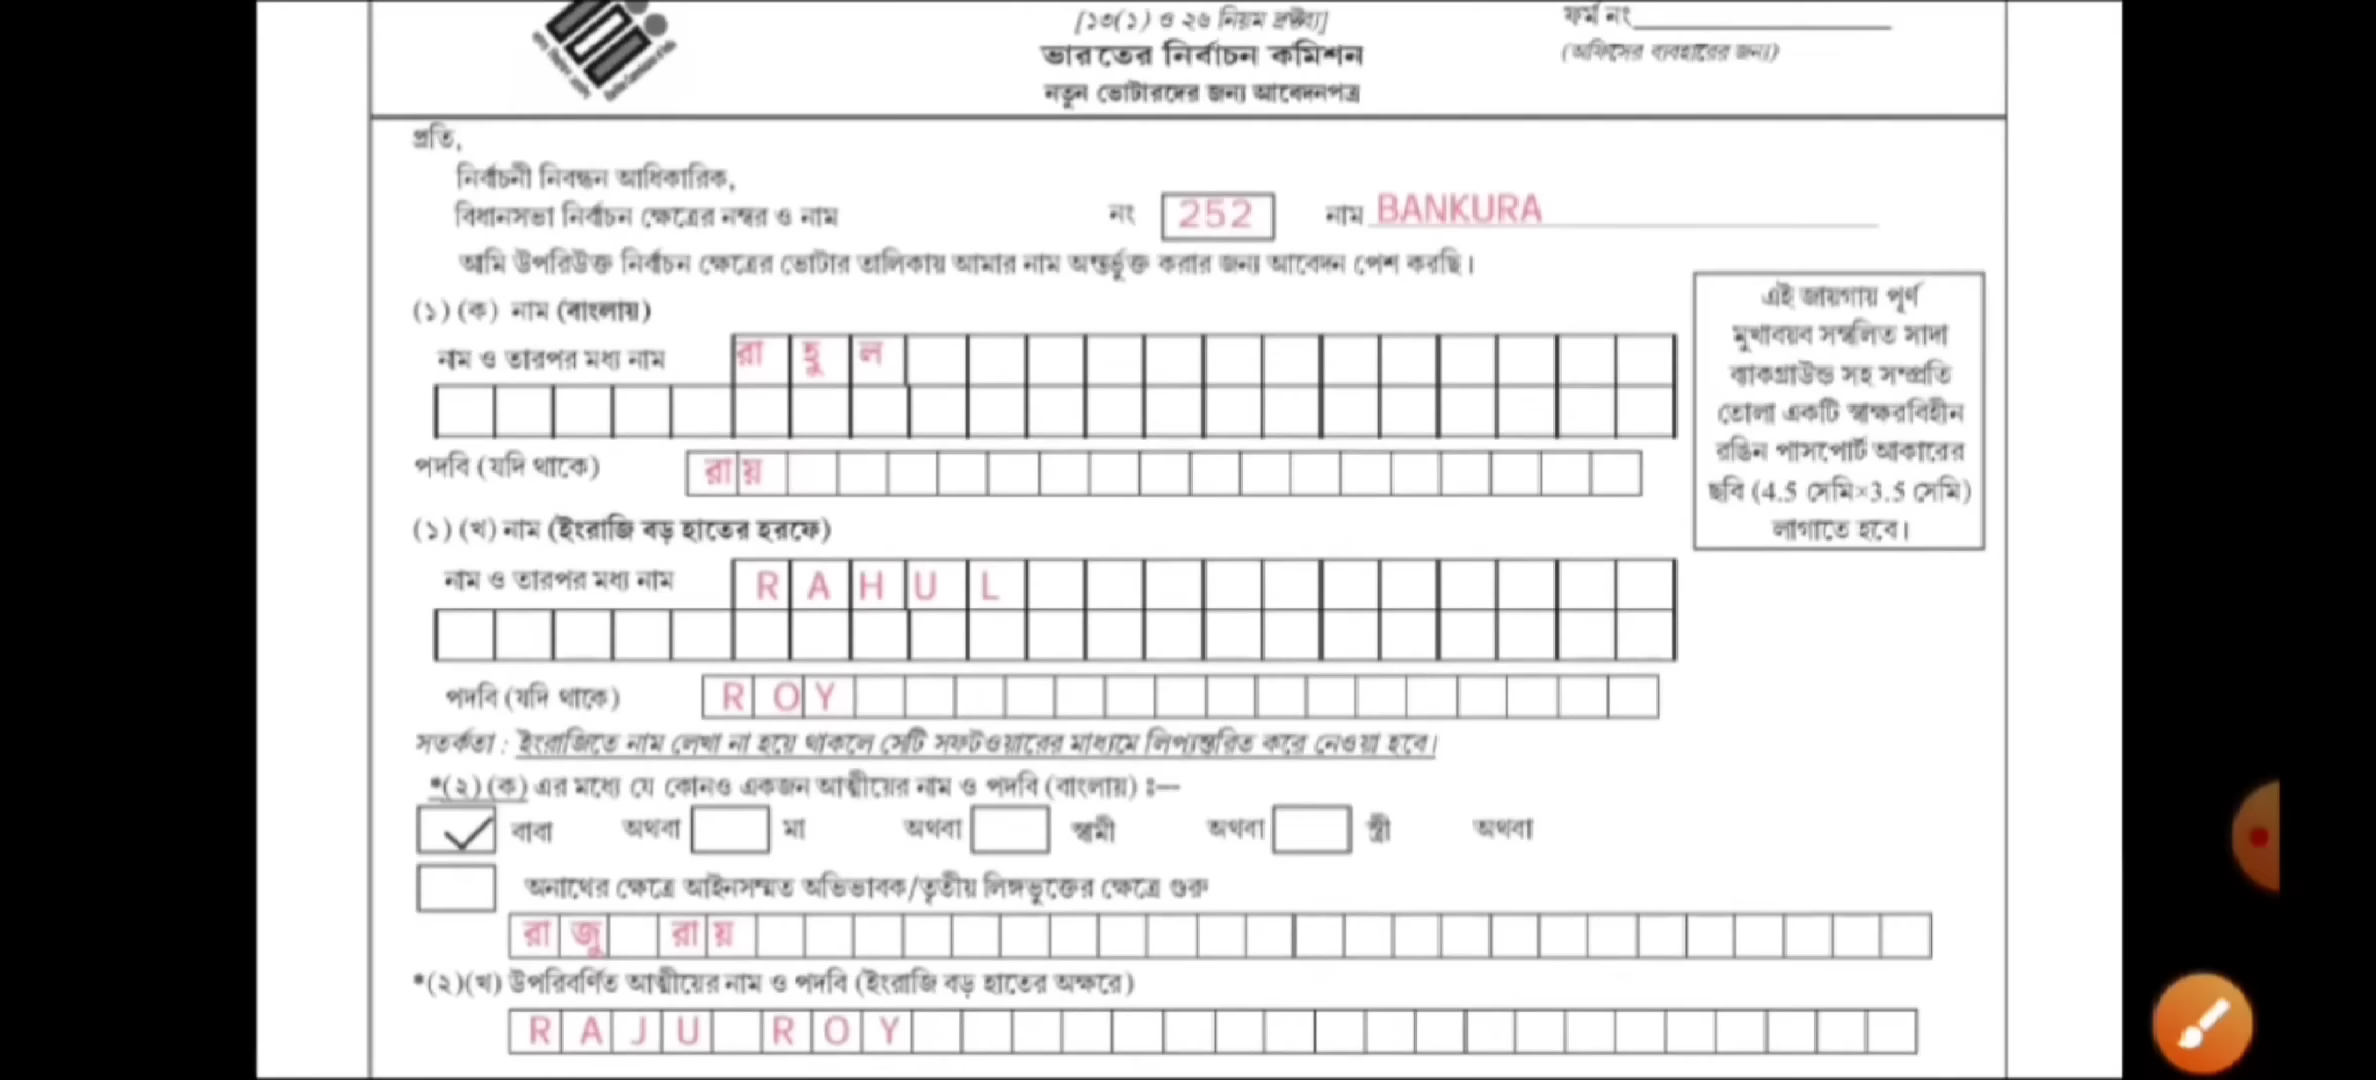 [১৩(১) ও ২৬ নিয়ম দ্রষ্টব্য]
ফর্ম নং
ভারতের নির্বাচন কমিশন
(অফিসের ব্যবহারের জন্য)
নতুন ভোটারদের জন্য আবেদনপত্র
প্রতি,
নির্বাচনী নিবন্ধন আধিকারিক,
বিধানসভা নির্বাচন ক্ষেত্রের নম্বর ও নাম নং 252 নাম BANKURA
আমি উপরিউক্ত নির্বাচন ক্ষেত্রের ভোটার তালিকায় আমার নাম অন্তর্ভুক্ত করার জন্য আবেদন পেশ করছি।
এই জায়গায় পূর্ণ
মুখাবয়ব সম্বলিত সাদা
ব্যাকগ্রাউন্ড সহ সম্প্রতি
তোলা একটি স্বাক্ষরবিহীন
রঙিন পাসপোর্ট আকারের
ছবি (4.5 সেমি×3.5 সেমি)
লাগাতে হবে।
(১) (ক) নাম (বাংলায়)
নাম ও তারপর মধ্য নাম রা হু ল
পদবি (যদি থাকে) রা য়
(১) (খ) নাম (ইংরাজি বড় হাতের হরফে)
নাম ও তারপর মধ্য নাম R A H U L
পদবি (যদি থাকে) R O Y
সতর্কতা : ইংরাজিতে নাম লেখা না হয়ে থাকলে সেটি সফটওয়ারের মাধ্যমে লিপ্যন্তরিত করে নেওয়া হবে।
*(২) (ক) এর মধ্যে যে কোনও একজন আত্মীয়ের নাম ও পদবি (বাংলায়) ঃ—
বাবা অথবা মা অথবা স্বামী অথবা স্ত্রী অথবা
অনাথের ক্ষেত্রে আইনসম্মত অভিভাবক/তৃতীয় লিঙ্গভুক্তের ক্ষেত্রে গুরু
রা জু রা য়
*(২)(খ) উপরিবর্ণিত আত্মীয়ের নাম ও পদবি (ইংরাজি বড় হাতের অক্ষরে)
R A J U R O Y